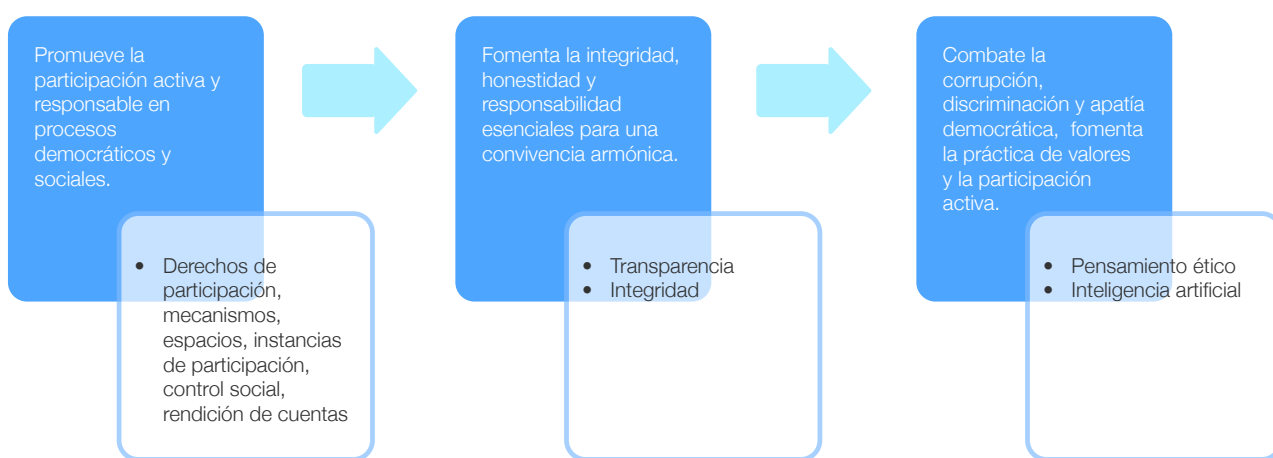 Promueve la
participación activa y
responsable en
procesos
democráticos y
sociales.
• Derechos de
participación,
mecanismos,
espacios, instancias
de participación,
control social,
rendición de cuentas
Fomenta la integridad,
honestidad y
responsabilidad
esenciales para una
convivencia armónica.
• Transparencia
• Integridad
Combate la
corrupción,
discriminación y apatía
democrática,  fomenta
la práctica de valores
y la participación
activa.
• Pensamiento ético
• Inteligencia artificial